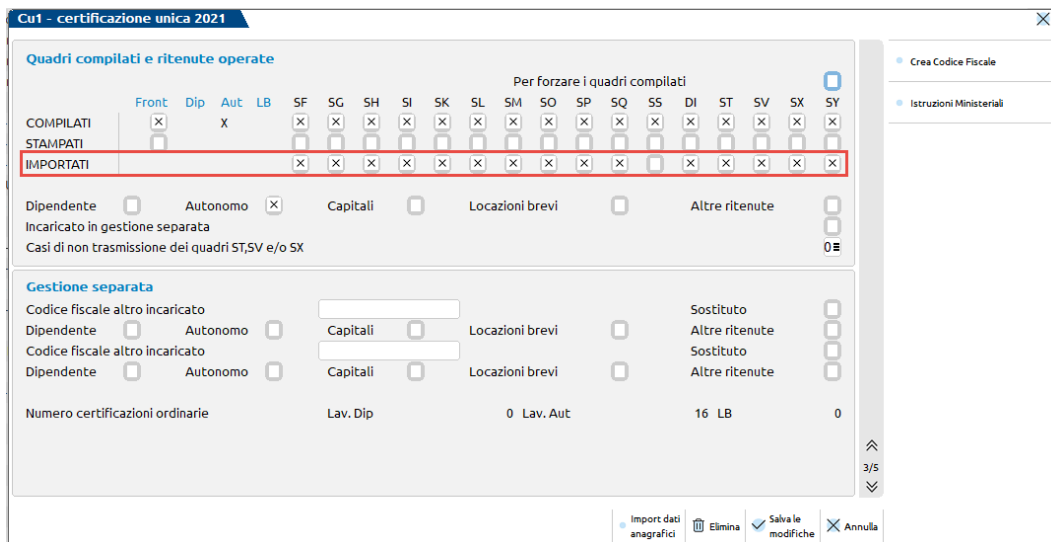 Cu1 - certificazione unica 2021
Quadri compilati e ritenute operate
Per forzare i quadri compilati
Front Dip Aut LB SF SG SH SI SK SL SM SO SP SQ SS DI ST SV SX SY
COMPILATI X X X X X X X X X X X X X X X X X X
STAMPATI
IMPORTATI X X X X X X X X X X X X X X X
Dipendente Autonomo X Capitali Locazioni brevi Altre ritenute
Incaricato in gestione separata
Casi di non trasmissione dei quadri ST,SV e/o SX 0
Gestione separata
Codice fiscale altro incaricato Sostituto
Dipendente Autonomo Capitali Locazioni brevi Altre ritenute
Codice fiscale altro incaricato Sostituto
Dipendente Autonomo Capitali Locazioni brevi Altre ritenute
Numero certificazioni ordinarie Lav. Dip 0 Lav. Aut 16 LB 0
3/5
Crea Codice Fiscale
Istruzioni Ministeriali
Import dati anagrafici
Elimina
Salva le modifiche
Annulla